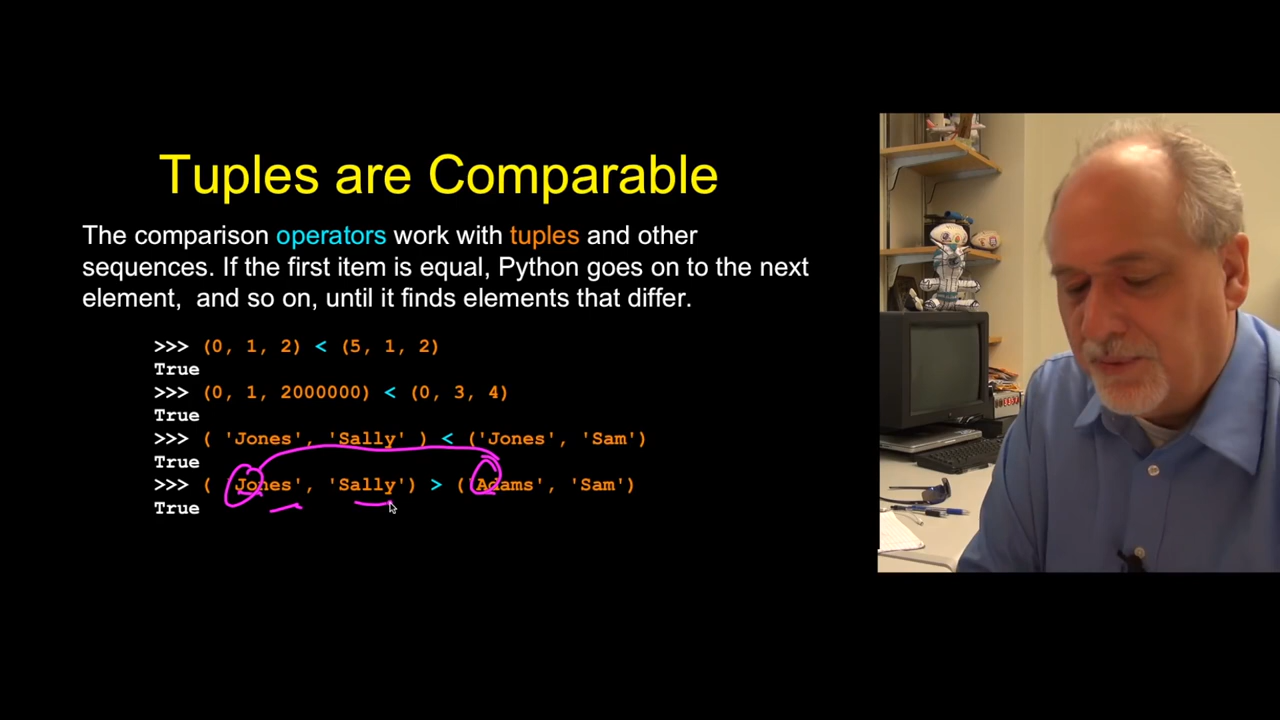 Tuples are Comparable
The comparison operators work with tuples and other
sequences. If the first item is equal, Python goes on to the next
element,  and so on, until it finds elements that differ.
>>> (0, 1, 2) < (5, 1, 2)
True
>>> (0, 1, 2000000) < (0, 3, 4)
True
>>> ( 'Jones', 'Sally' ) < ('Jones', 'Sam')
True
>>> ( 'Jones', 'Sally') > ('Adams', 'Sam')
True